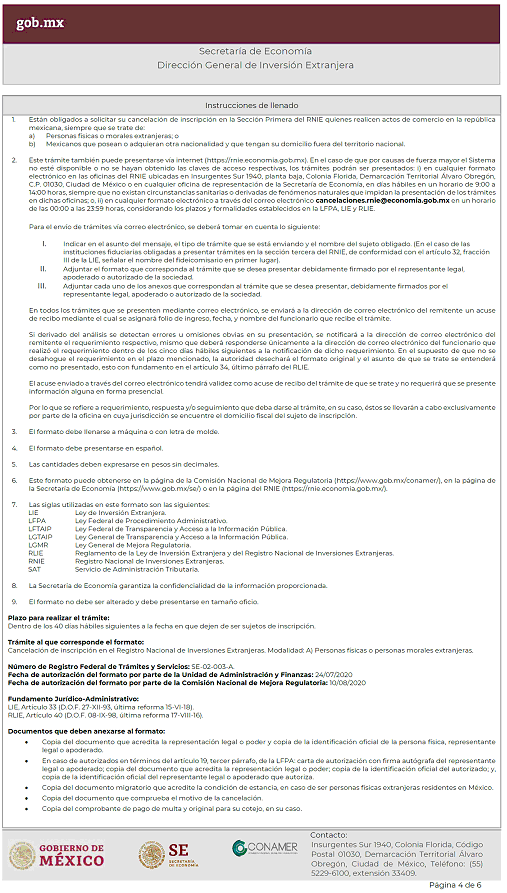 gob.mx
Secretaría de Economía
Dirección General de Inversión Extranjera
Instrucciones de llenado
1. Están obligados a solicitar su cancelación de inscripción en la Sección Primera del RNIE quienes realicen actos de comercio en la república
mexicana, siempre que se trate de:
a) Personas físicas o morales extranjeras; o
b) Mexicanos que posean o adquieran otra nacionalidad y que tengan su domicilio fuera del territorio nacional.
2. Este trámite también puede presentarse vía internet (https://rnie.economia.gob.mx). En el caso de que por causas de fuerza mayor el Sistema
no esté disponible o no se hayan obtenido las claves de acceso respectivas, los trámites podrán ser presentados: i) en cualquier formato
electrónico en las oficinas del RNIE ubicadas en Insurgentes Sur 1940, planta baja, Colonia Florida, Demarcación Territorial Álvaro Obregón,
C.P. 01030, Ciudad de México o en cualquier oficina de representación de la Secretaría de Economía, en días hábiles en un horario de 9:00 a
14:00 horas, siempre que no existan circunstancias sanitarias o derivadas de fenómenos naturales que impidan la presentación de los trámites
en dichas oficinas; o, ii) en cualquier formato electrónico a través del correo electrónico cancelaciones.rnie@economia.gob.mx en un horario
de las 00:00 a las 23:59 horas, considerando los plazos y formalidades establecidos en la LFPA, LIE y RLIE.
Para el envío de trámites vía correo electrónico, se deberá tomar en cuenta lo siguiente:
I. Indicar en el asunto del mensaje, el tipo de trámite que se está enviando y el nombre del sujeto obligado. (En el caso de las
instituciones fiduciarias obligadas a presentar trámites en la sección tercera del RNIE, de conformidad con el artículo 32, fracción
III de la LIE, señalar el nombre del fideicomisario en primer lugar).
II. Adjuntar el formato que corresponda al trámite que se desea presentar debidamente firmado por el representante legal,
apoderado o autorizado de la sociedad.
III. Adjuntar cada uno de los anexos que correspondan al trámite que se desea presentar, debidamente firmados por el
representante legal, apoderado o autorizado de la sociedad.
En todos los trámites que se presenten mediante correo electrónico, se enviará a la dirección de correo electrónico del remitente un acuse
de recibo mediante el cual se asignará folio de ingreso, fecha, y nombre del funcionario que recibe el trámite.
Si derivado del análisis se detectan errores u omisiones obvias en su presentación, se notificará a la dirección de correo electrónico del
remitente el requerimiento respectivo, mismo que deberá responderse únicamente a la dirección de correo electrónico del funcionario que
realizó el requerimiento dentro de los cinco días hábiles siguientes a la notificación de dicho requerimiento. En el supuesto de que no se
desahogue el requerimiento en el plazo mencionado, la autoridad desechará el formato original y el asunto de que se trate se entenderá
como no presentado, esto con fundamento en el artículo 34, último párrafo del RLIE.
El acuse enviado a través del correo electrónico tendrá validez como acuse de recibo del trámite de que se trate y no requerirá que se presente
información alguna en forma presencial.
Por lo que se refiere a requerimiento, respuesta y/o seguimiento que deba darse al trámite, en su caso, éstos se llevarán a cabo exclusivamente
por parte de la oficina en cuya jurisdicción se encuentre el domicilio fiscal del sujeto de inscripción.
3. El formato debe llenarse a máquina o con letra de molde.
4. El formato debe presentarse en español.
5. Las cantidades deben expresarse en pesos sin decimales.
6. Este formato puede obtenerse en la página de la Comisión Nacional de Mejora Regulatoria (https://www.gob.mx/conamer/), en la página de
la Secretaría de Economía (https://www.gob.mx/se/) o en la página del RNIE (https://rnie.economia.gob.mx/).
7. Las siglas utilizadas en este formato son las siguientes:
LIE Ley de Inversión Extranjera.
LFPA Ley Federal de Procedimiento Administrativo.
LFTAIP Ley Federal de Transparencia y Acceso a la Información Pública.
LGTAIP Ley General de Transparencia y Acceso a la Información Pública.
LGMR Ley General de Mejora Regulatoria.
RLIE Reglamento de la Ley de Inversión Extranjera y del Registro Nacional de Inversiones Extranjeras.
RNIE Registro Nacional de Inversiones Extranjeras.
SAT Servicio de Administración Tributaria.
8. La Secretaría de Economía garantiza la confidencialidad de la información proporcionada.
9. El formato no debe ser alterado y debe presentarse en tamaño oficio.
Plazo para realizar el trámite:
Dentro de los 40 días hábiles siguientes a la fecha en que dejen de ser sujetos de inscripción.
Trámite al que corresponde el formato:
Cancelación de inscripción en el Registro Nacional de Inversiones Extranjeras. Modalidad: A) Personas físicas o personas morales extranjeras.
Número de Registro Federal de Trámites y Servicios: SE-02-003-A.
Fecha de autorización del formato por parte de la Unidad de Administración y Finanzas: 24/07/2020
Fecha de autorización del formato por parte de la Comisión Nacional de Mejora Regulatoria: 10/08/2020
Fundamento Jurídico-Administrativo:
LIE, Artículo 33 (D.O.F. 27-XII-93, última reforma 15-VI-18).
RLIE, Artículo 40 (D.O.F. 08-IX-98, última reforma 17-VIII-16).
Documentos que deben anexarse al formato:
• Copia del documento que acredita la representación legal o poder y copia de la identificación oficial de la persona física, representante
legal o apoderado.
• En caso de autorizados en términos del artículo 19, tercer párrafo, de la LFPA: carta de autorización con firma autógrafa del representante
legal o apoderado; copia del documento que acredita la representación legal o poder; copia de la identificación oficial del autorizado; y,
copia de la identificación oficial del representante legal o apoderado que autoriza.
• Copia del documento migratorio que acredite la condición de estancia, en caso de ser personas físicas extranjeras residentes en México.
• Copia del documento que comprueba el motivo de la cancelación.
• Copia del comprobante de pago de multa y original para su cotejo, en su caso.
GOBIERNO DE
MÉXICO
SE
SECRETARÍA
DE ECONOMÍA
CONAMER
Contacto:
Insurgentes Sur 1940, Colonia Florida, Código
Postal 01030, Demarcación Territorial Álvaro
Obregón, Ciudad de México, Teléfono: (55)
5229-6100, extensión 33409.
Página 4 de 6